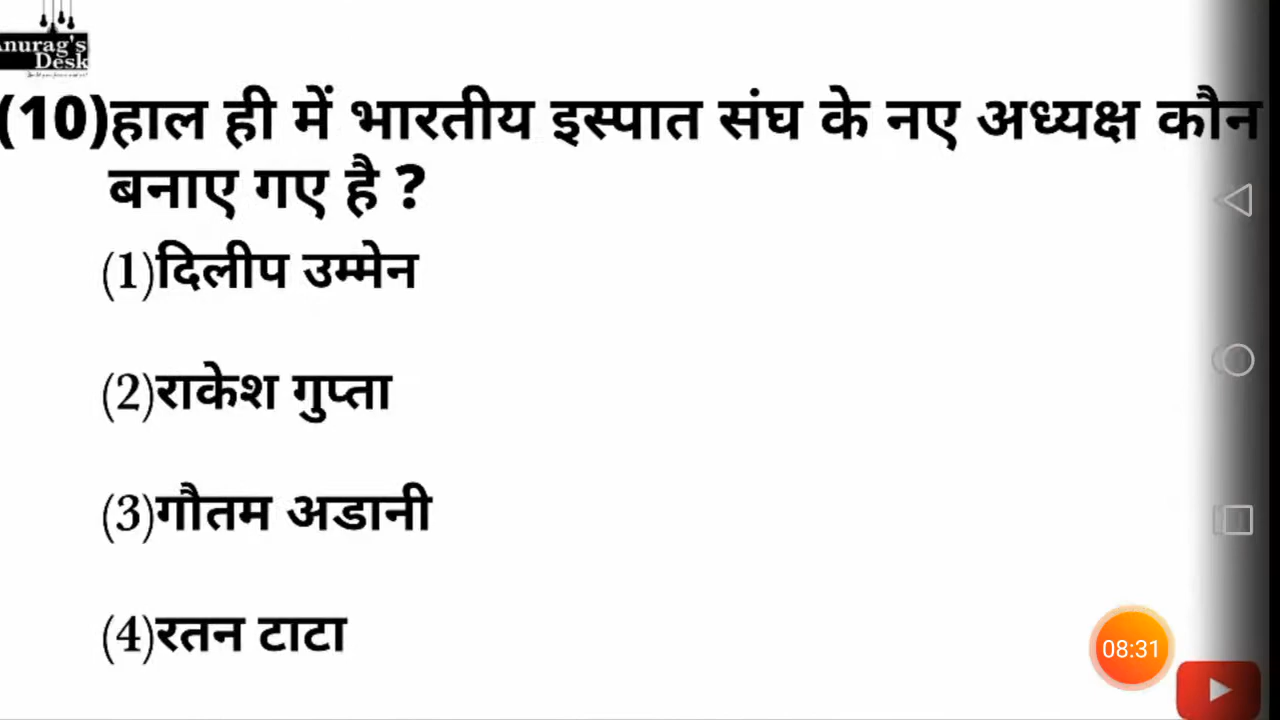 Anurag's
Desk
(10)हाल ही में भारतीय इस्पात संघ के नए अध्यक्ष कौन
बनाए गए है ?
(1)दिलीप उम्मेन
(2)राकेश गुप्ता
(3)गौतम अडानी
(4)रतन टाटा
08:31